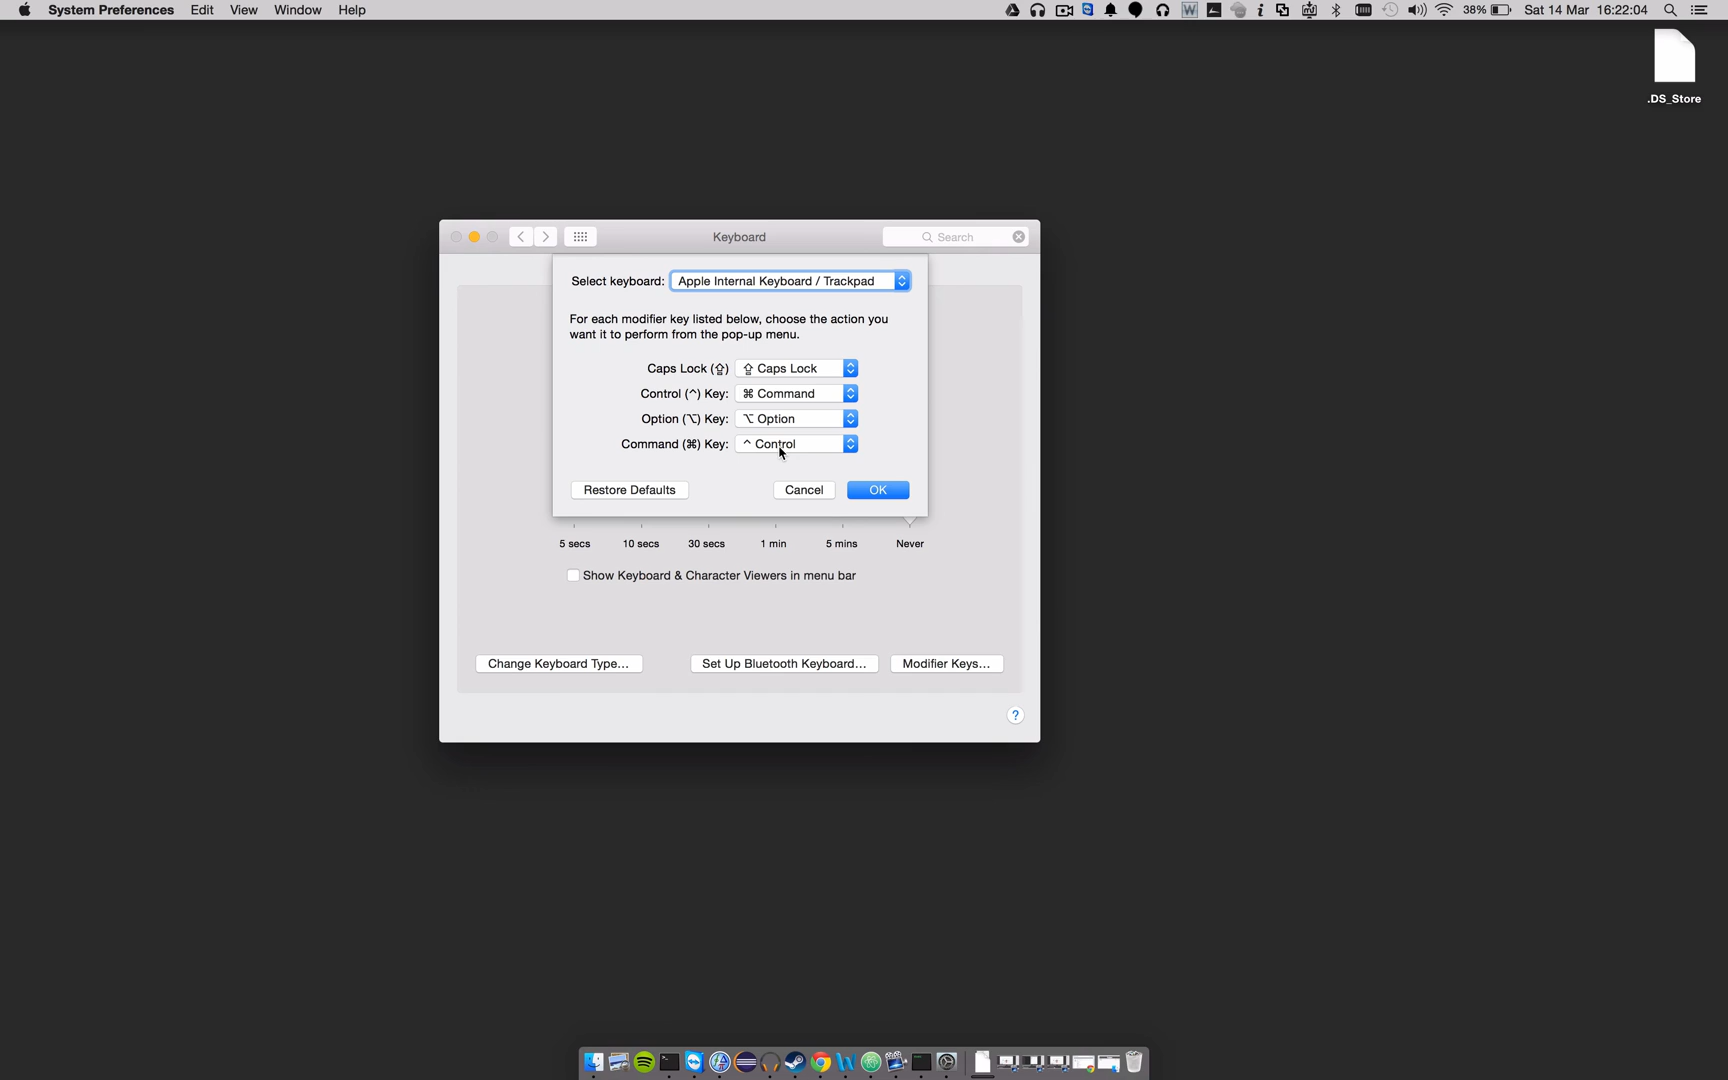 System Preferences Edit View Window Help
38% Sat 14 Mar 16:22:04
.DS_Store
Keyboard
Search
Select keyboard: Apple Internal Keyboard / Trackpad
For each modifier key listed below, choose the action you
want it to perform from the pop-up menu.
Caps Lock (⇪) ⇪ Caps Lock
Control (^) Key: ⌘ Command
Option (⌥) Key: ⌥ Option
Command (⌘) Key: ^ Control
Restore Defaults Cancel OK
5 secs 10 secs 30 secs 1 min 5 mins Never
Show Keyboard & Character Viewers in menu bar
Change Keyboard Type... Set Up Bluetooth Keyboard... Modifier Keys...
?